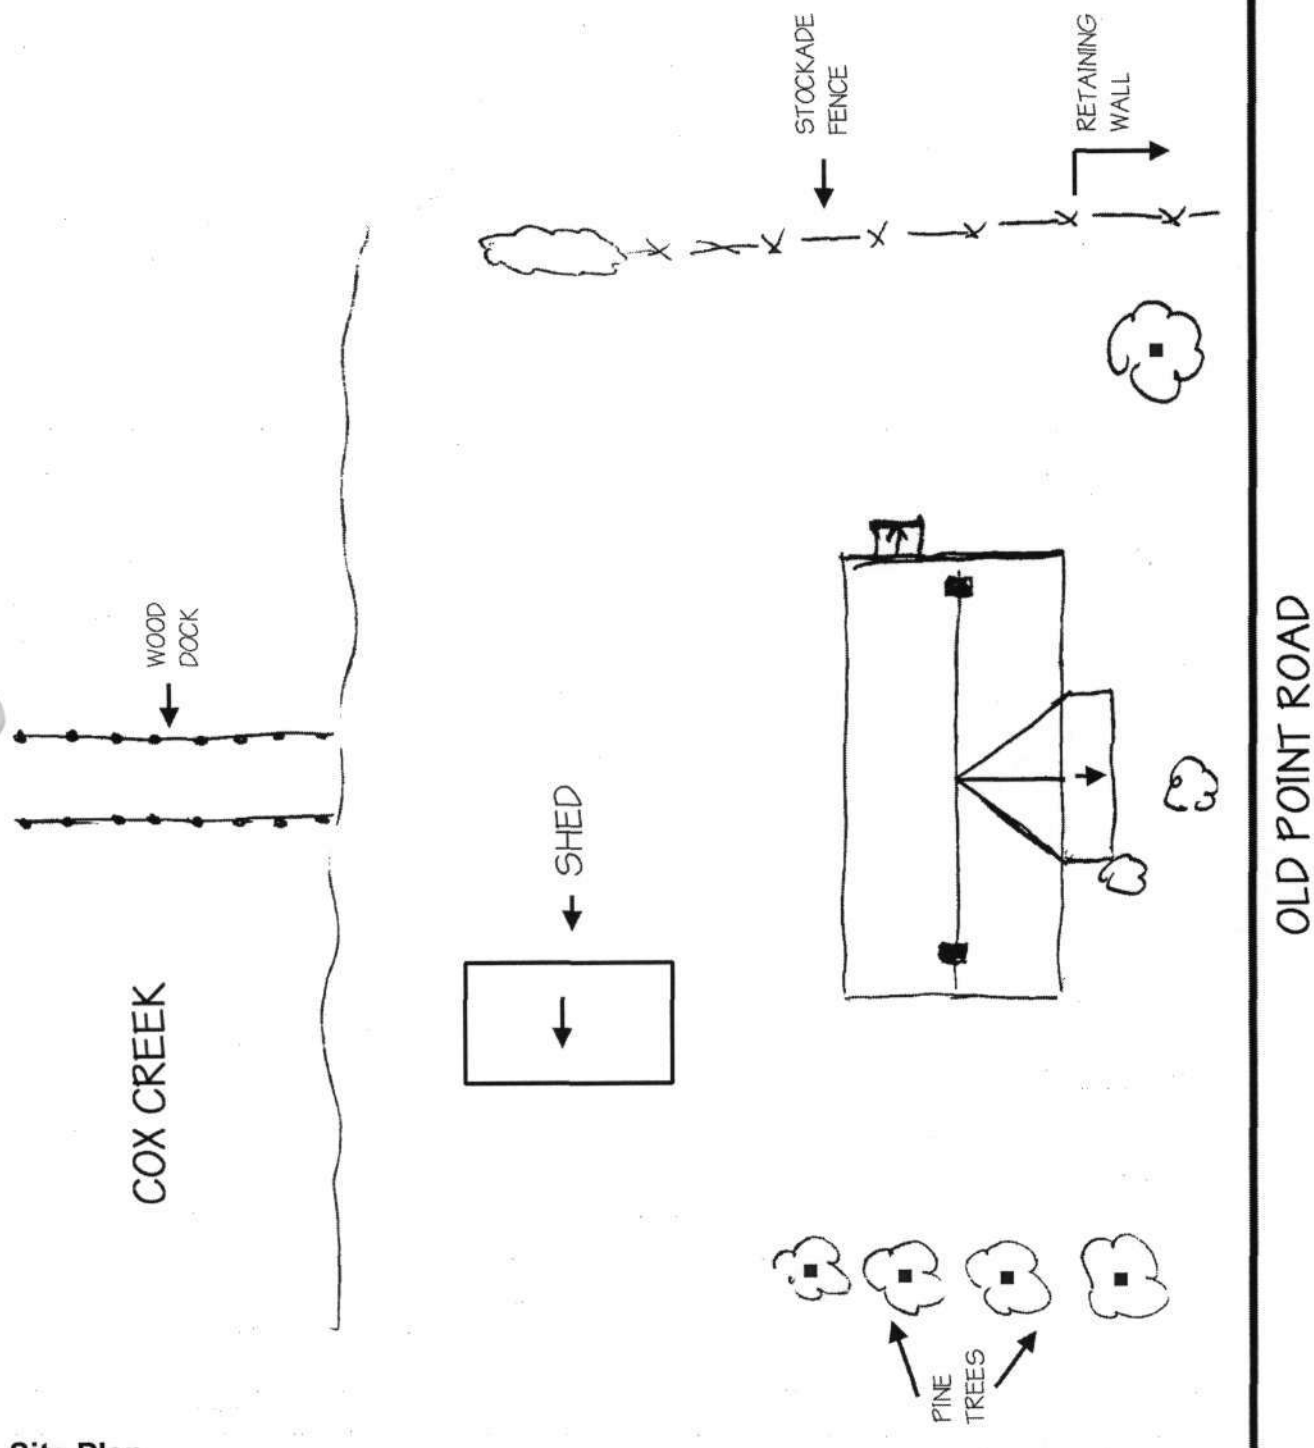 STOCKADE
FENCE
RETAINING
WALL
WOOD
DOCK
SHED
COX CREEK
PINE
TREES
OLD POINT ROAD
Site Plan